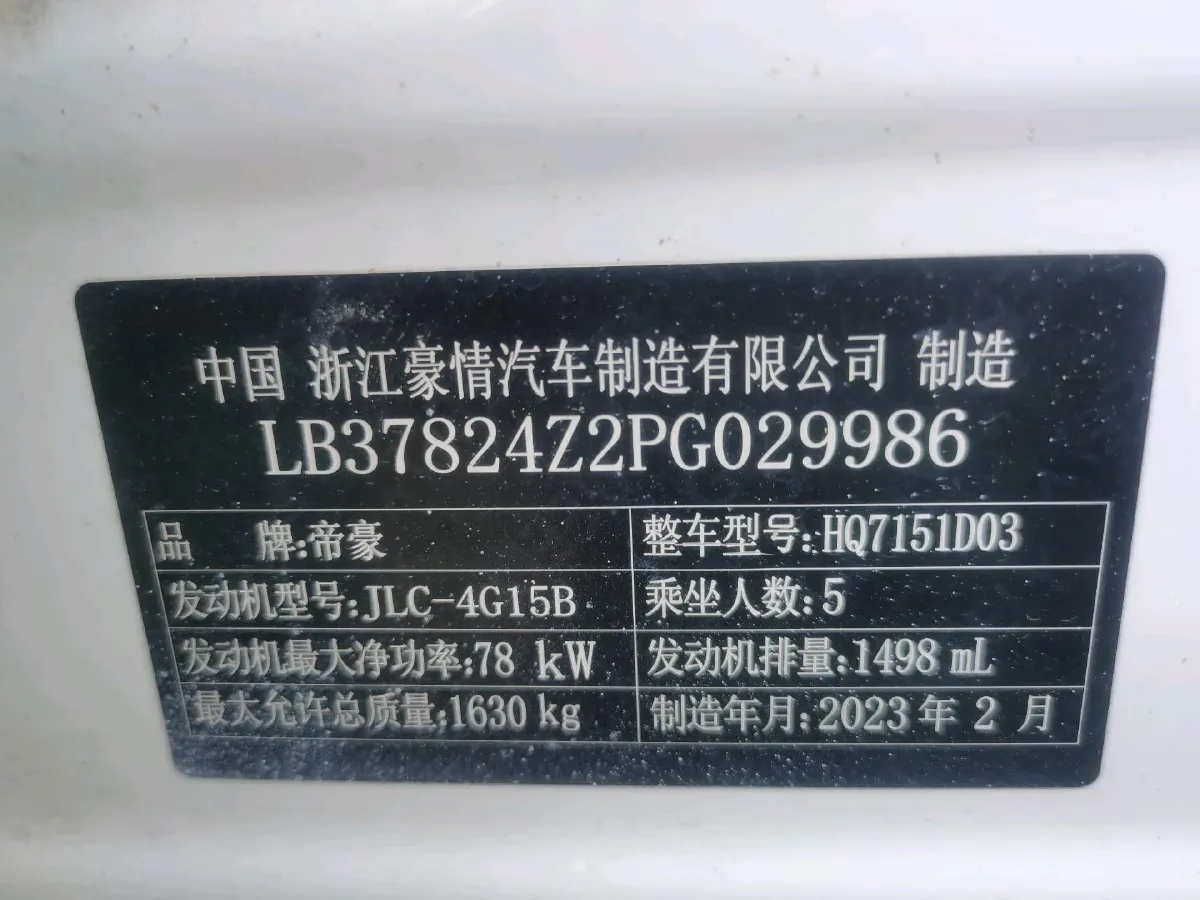 中国 浙江豪情汽车制造有限公司 制造
LB37824Z2PG029986
品 牌:帝豪 整车型号:HQ7151D03
发动机型号:JLC-4G15B 乘坐人数:5
发动机最大净功率:78 kW 发动机排量:1498 mL
最大允许总质量:1630 kg 制造年月:2023 年 2 月